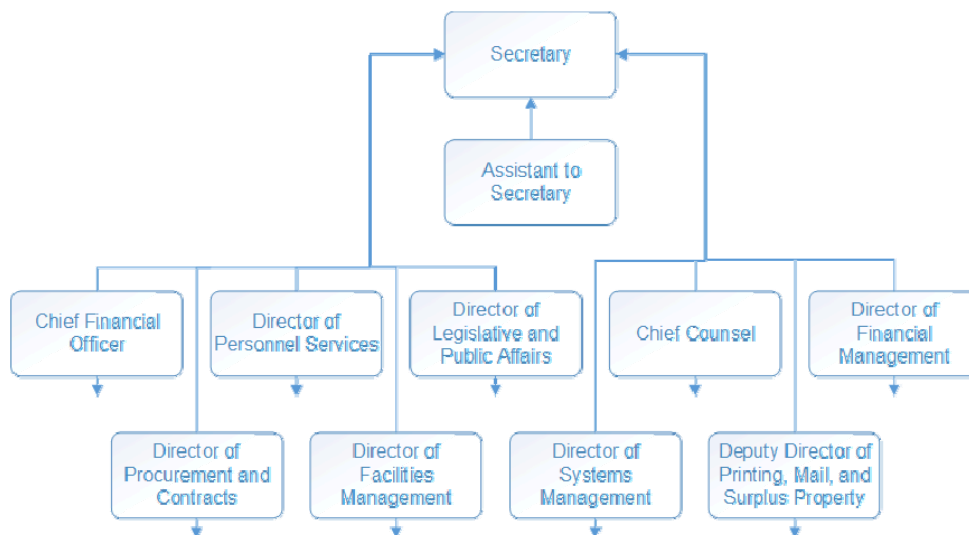 Secretary
Assistant to
Secretary
Chief Financial
Officer
Director of
Personnel Services
Director of
Legislative and
Public Affairs
Chief Counsel
Director of
Financial
Management
Director of
Procurement and
Contracts
Director of
Facilities
Management
Director of
Systems
Management
Deputy Director of
Printing, Mail, and
Surplus Property